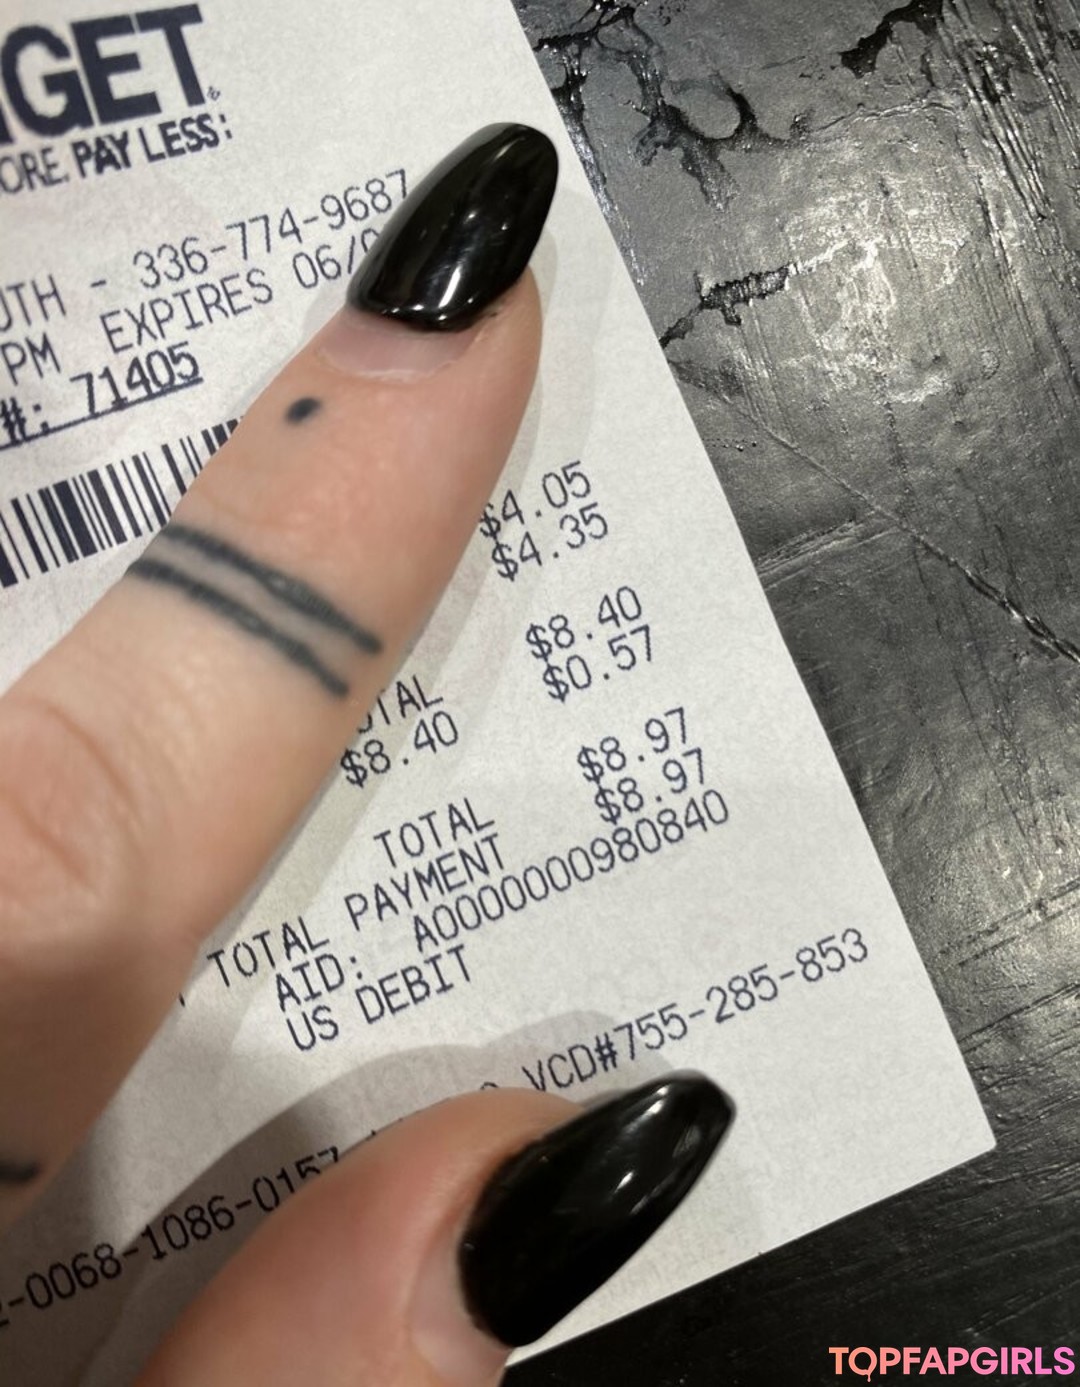 GET
ORE. PAY LESS:
UTH - 336-774-9687
PM EXPIRES 06/
#: 71405
$4.05
$4.35
$8.40
$0.57
TAL
$8.40
$8.97
TOTAL $8.97
TOTAL PAYMENT
AID: A0000000980840
US DEBIT
VCD#755-285-853
-0068-1086-0157
TOPFAPGIRLS